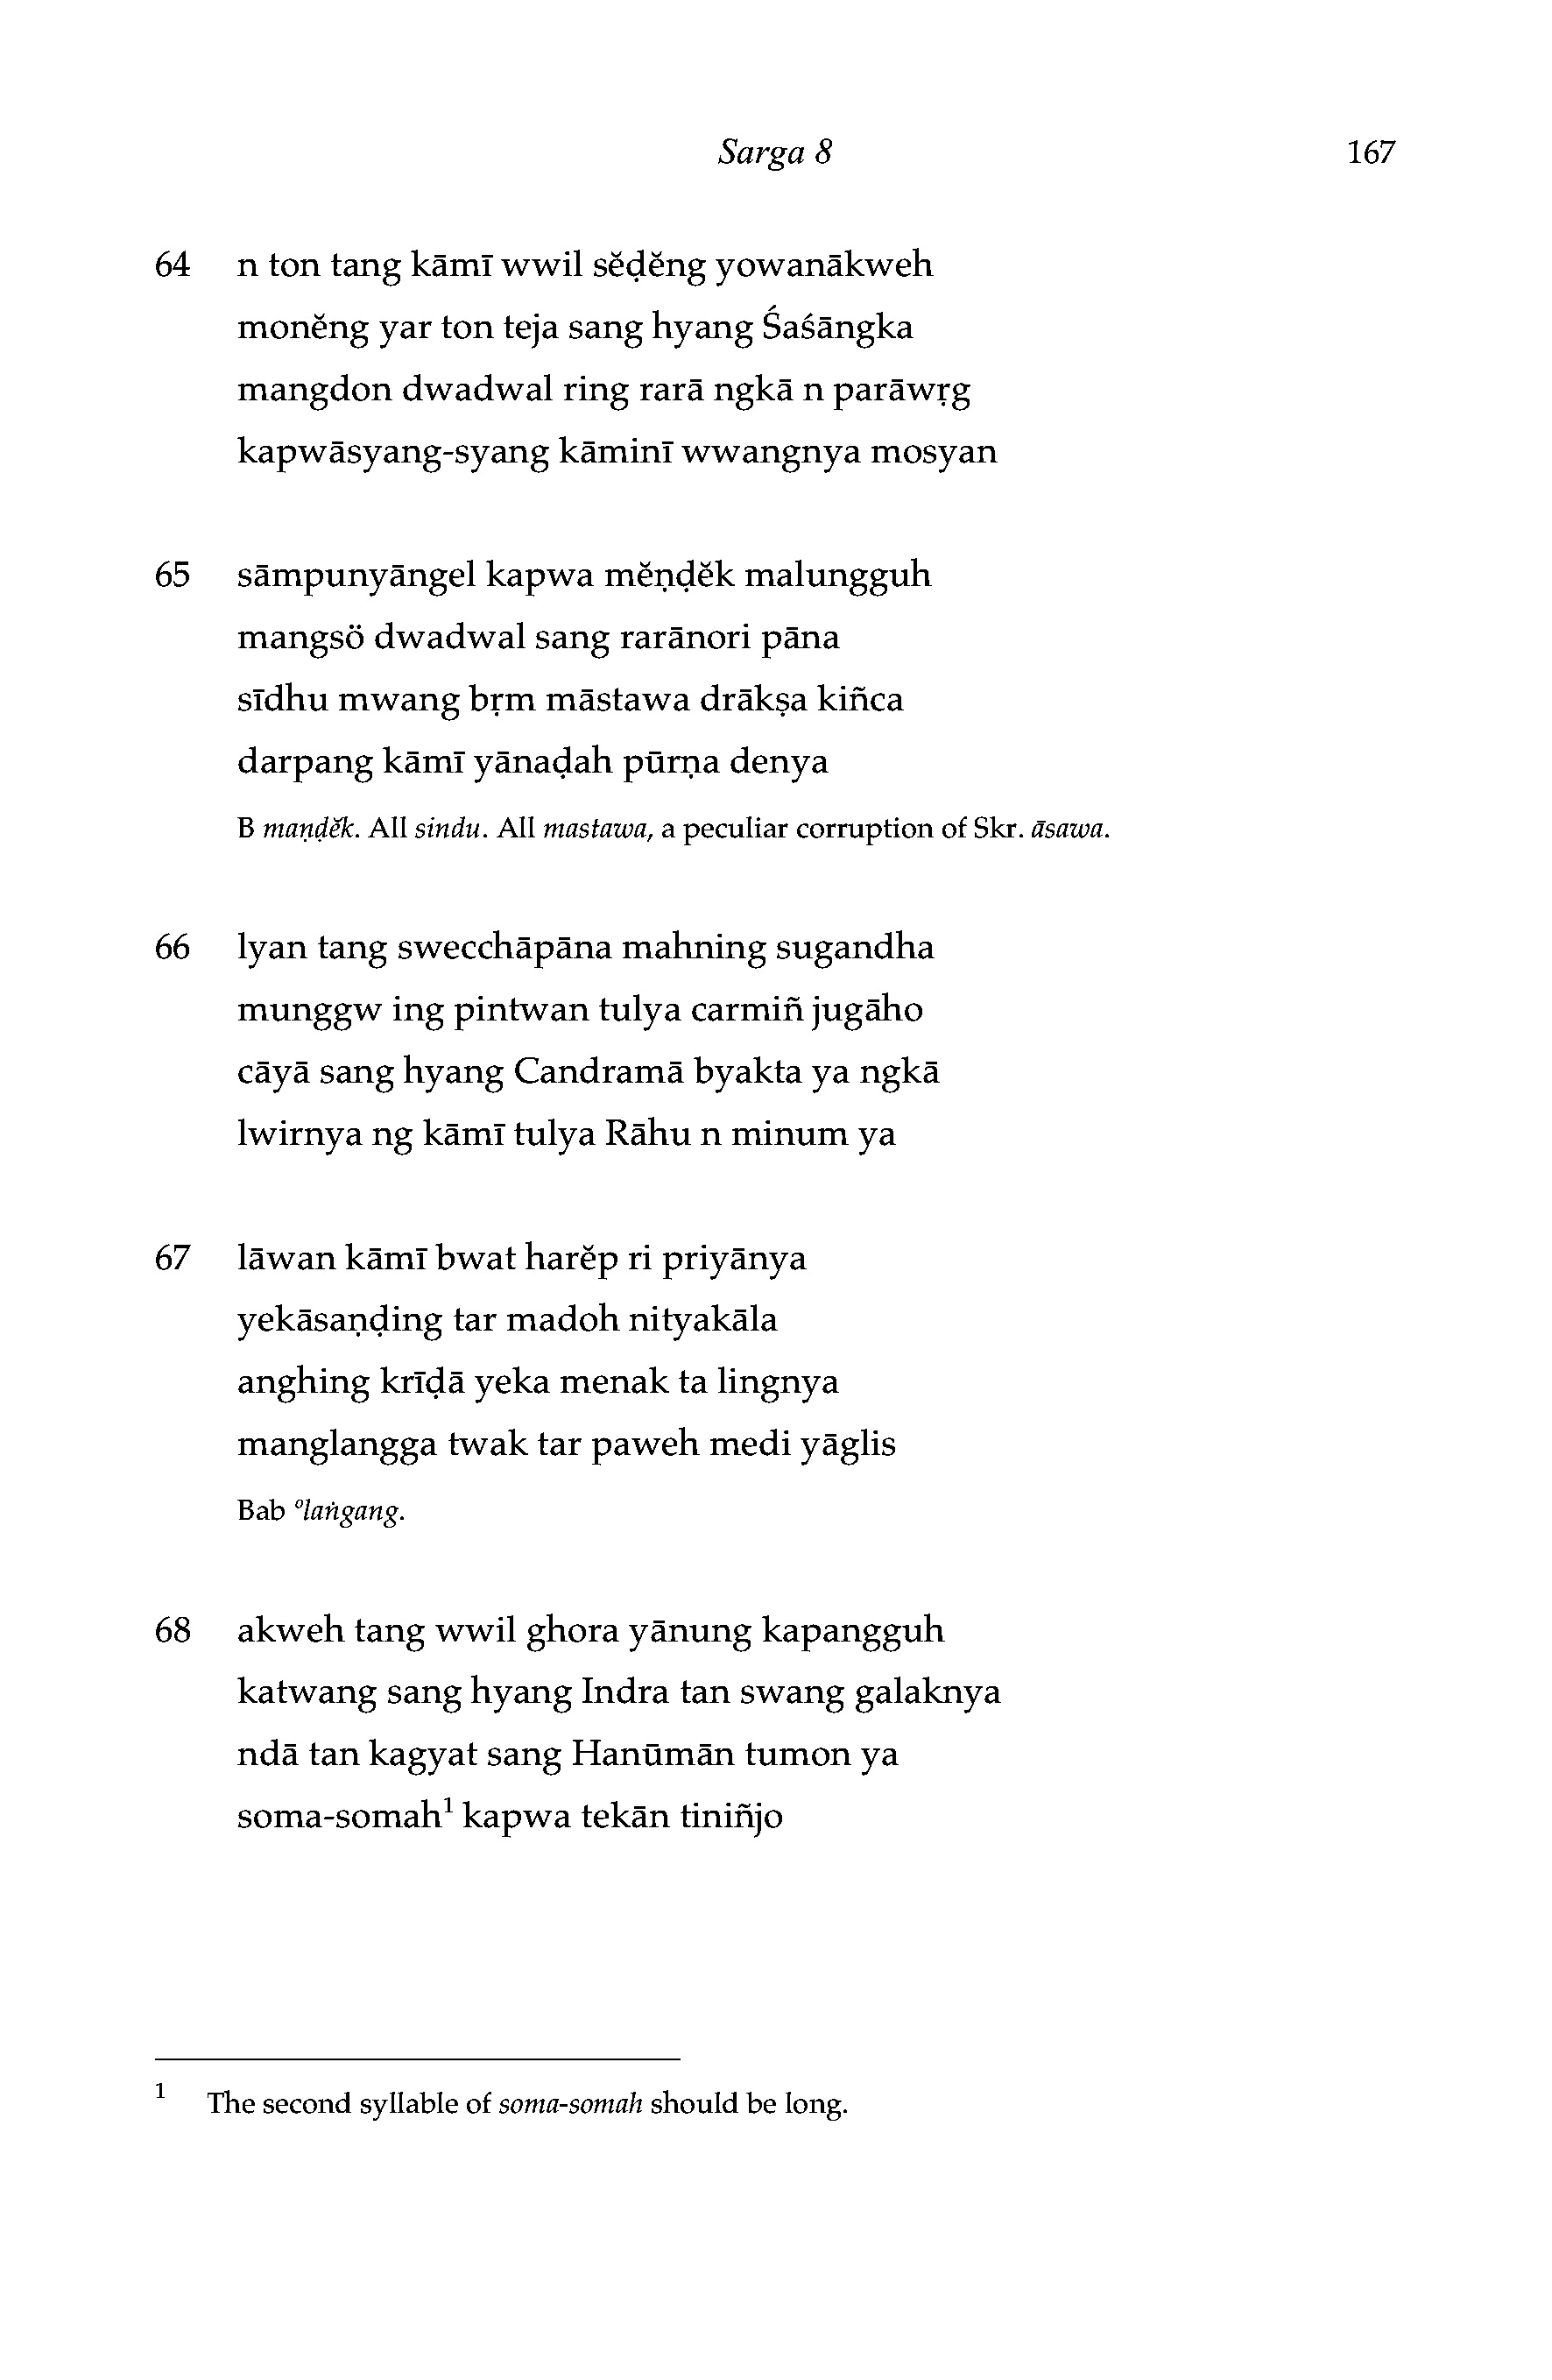 Sarga 8 167
64 n ton tang kāmī wwil sĕḍĕng yowanākweh
monĕng yar ton teja sang hyang Śaśāngka
mangdon dwadwal ring rarā ngkā n parāwṛg
kapwāsyang-syang kāminī wwangnya mosyan
65 sāmpunyāngel kapwa mĕṇḍĕk malungguh
mangsö dwadwal sang rarānori pāna
sīdhu mwang bṛm māstawa drākṣa kiñca
darpang kāmī yānaḍah pūrṇa denya
B maṇḍĕk. All sindu. All mastawa, a peculiar corruption of Skr. āsawa.
66 lyan tang swecchāpāna mahning sugandha
munggw ing pintwan tulya carmiñ jugāho
cāyā sang hyang Candramā byakta ya ngkā
lwirnya ng kāmī tulya Rāhu n minum ya
67 lāwan kāmī bwat harĕp ri priyānya
yekāsaṇḍing tar madoh nityakāla
anghing krīḍā yeka menak ta lingnya
manglangga twak tar paweh medi yāglis
Bab °laṅgang.
68 akweh tang wwil ghora yānung kapangguh
katwang sang hyang Indra tan swang galaknya
ndā tan kagyat sang Hanūmān tumon ya
soma-somah¹ kapwa tekān tiniñjo
1 The second syllable of soma-somah should be long.